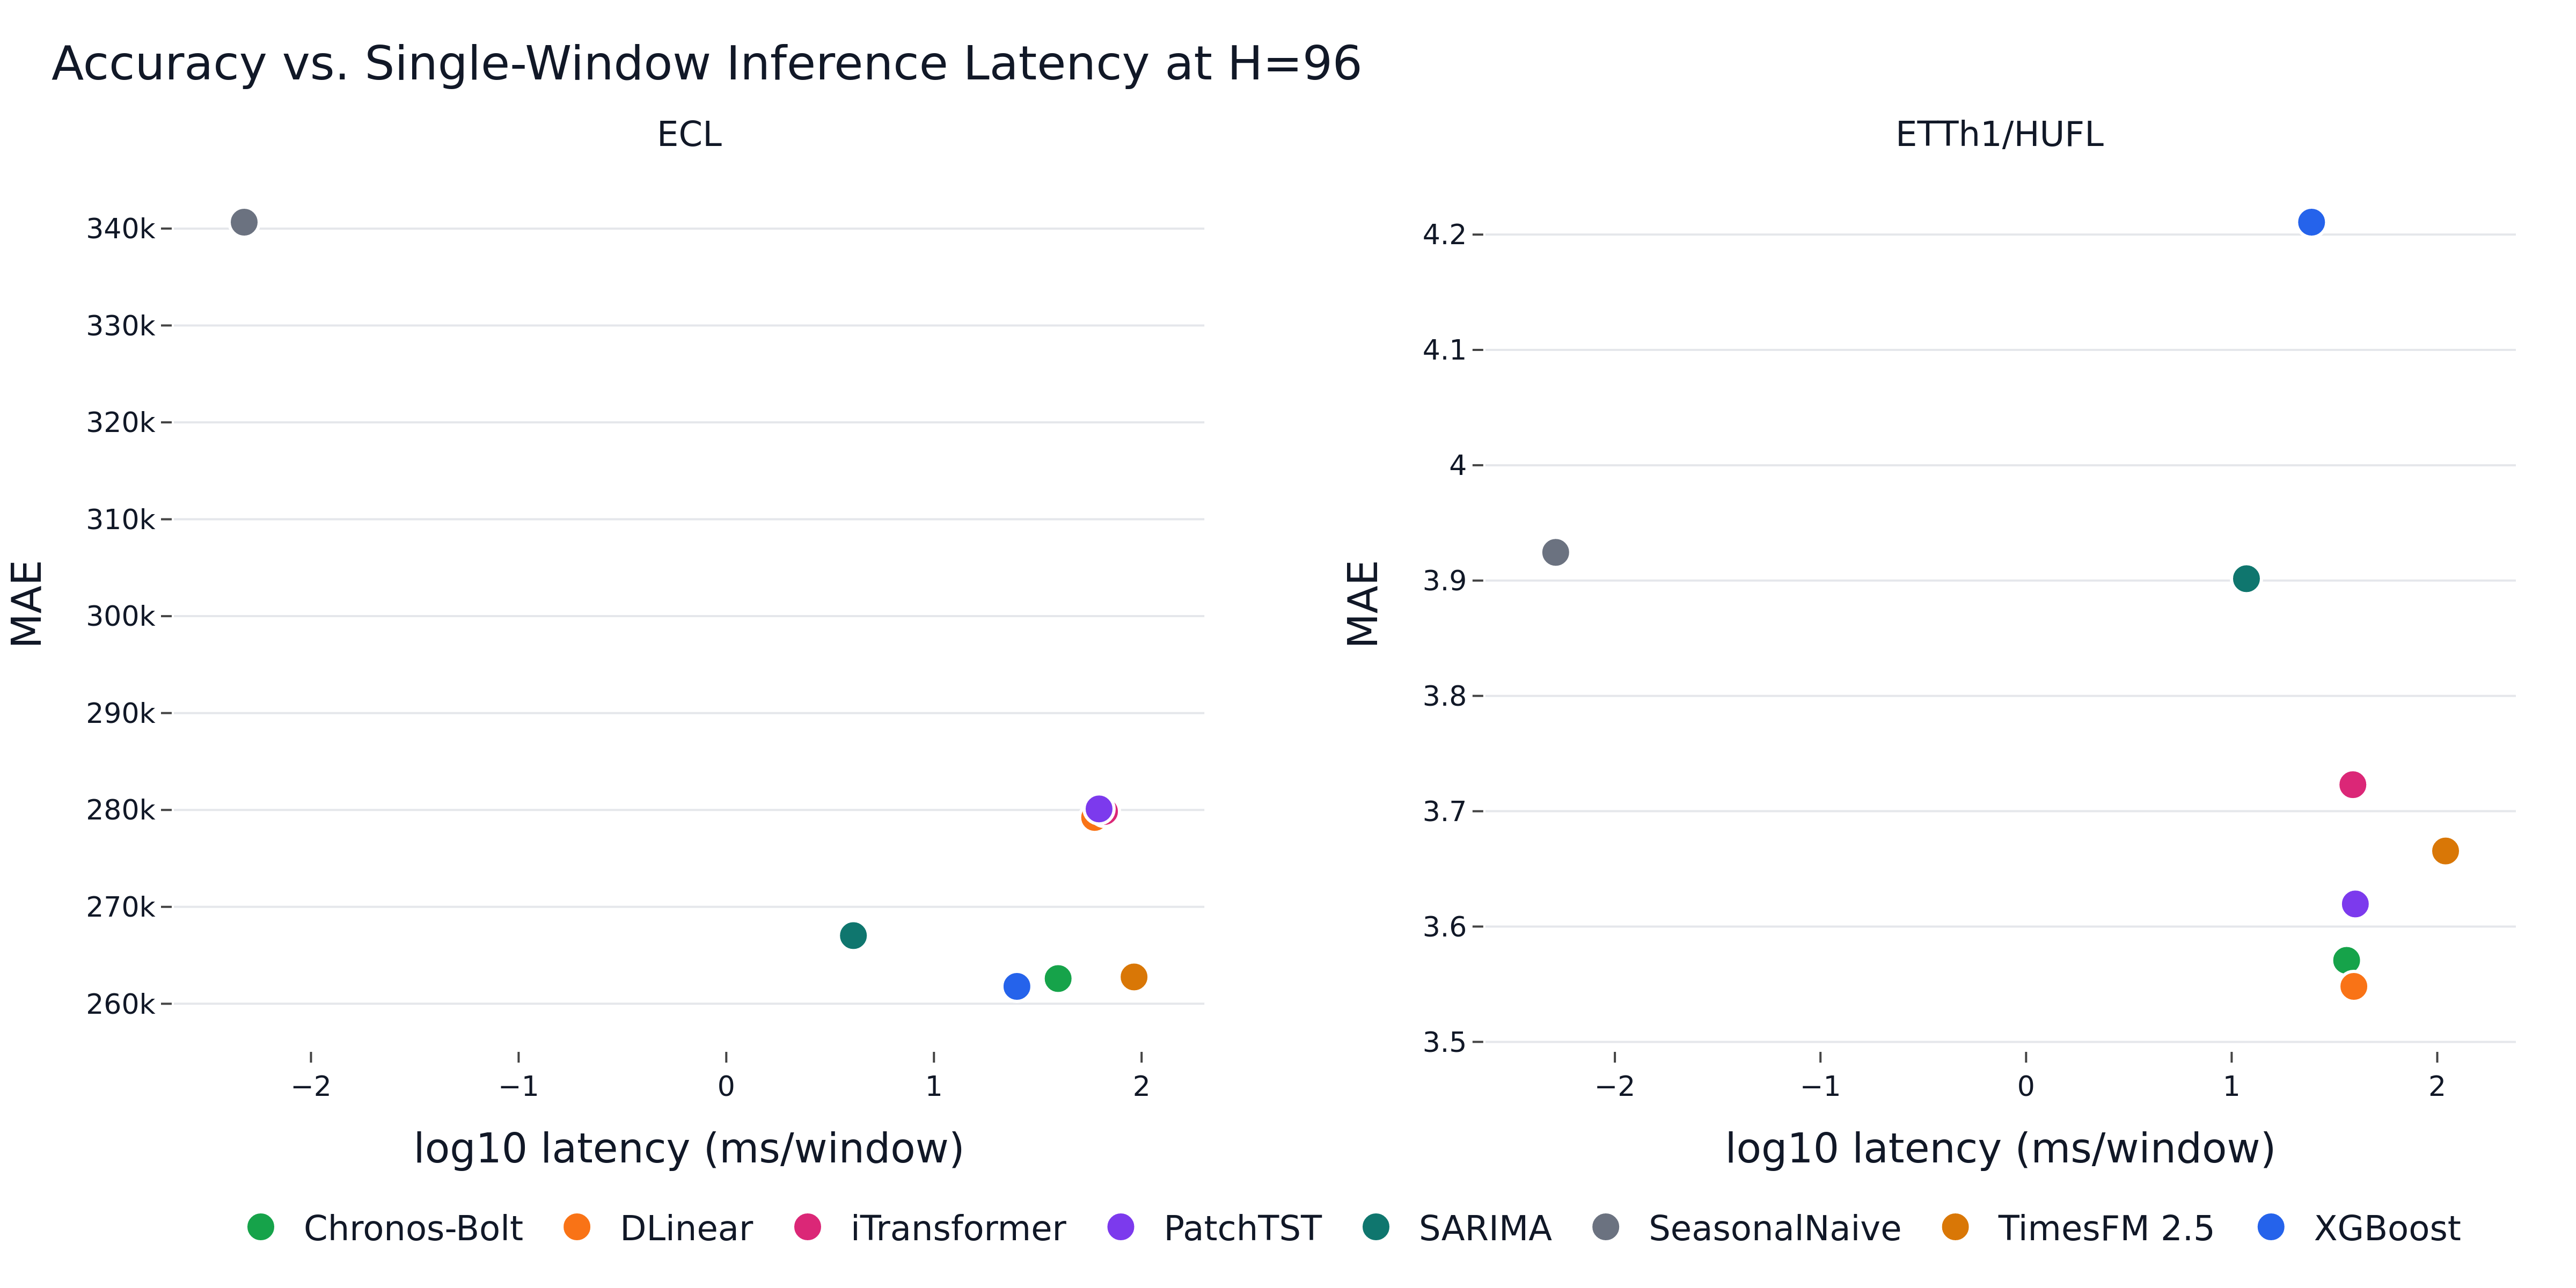 Accuracy vs. Single-Window Inference Latency at H=96
ECL
340k
330k
320k
310k
300k
290k
280k
270k
260k
MAE
−2
−1
0
1
2
log10 latency (ms/window)
ETTh1/HUFL
4.2
4.1
4
3.9
3.8
3.7
3.6
3.5
MAE
−2
−1
0
1
2
log10 latency (ms/window)
Chronos-Bolt DLinear iTransformer PatchTST SARIMA SeasonalNaive TimesFM 2.5 XGBoost